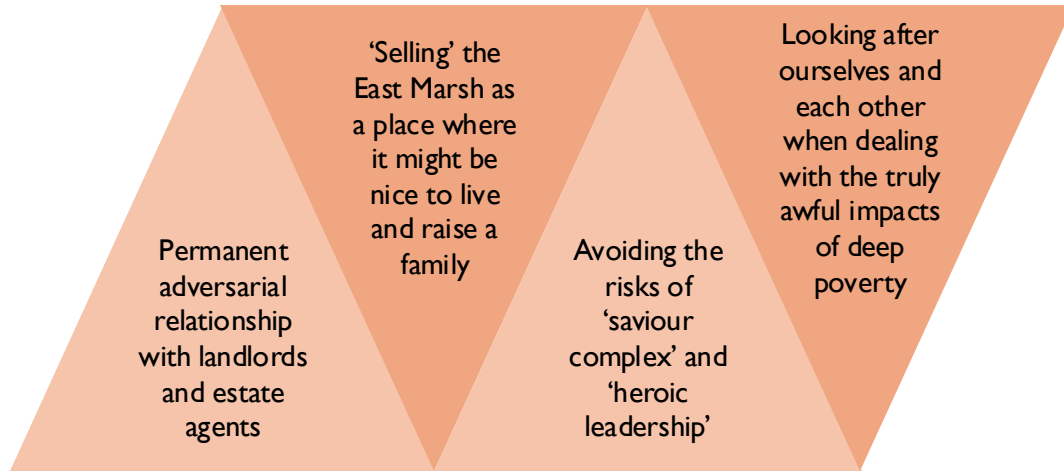 Permanent
adversarial
relationship
with landlords
and estate
agents
‘Selling’ the
East Marsh as
a place where
it might be
nice to live
and raise a
family
Avoiding the
risks of
‘saviour
complex’ and
‘heroic
leadership’
Looking after
ourselves and
each other
when dealing
with the truly
awful impacts
of deep
poverty